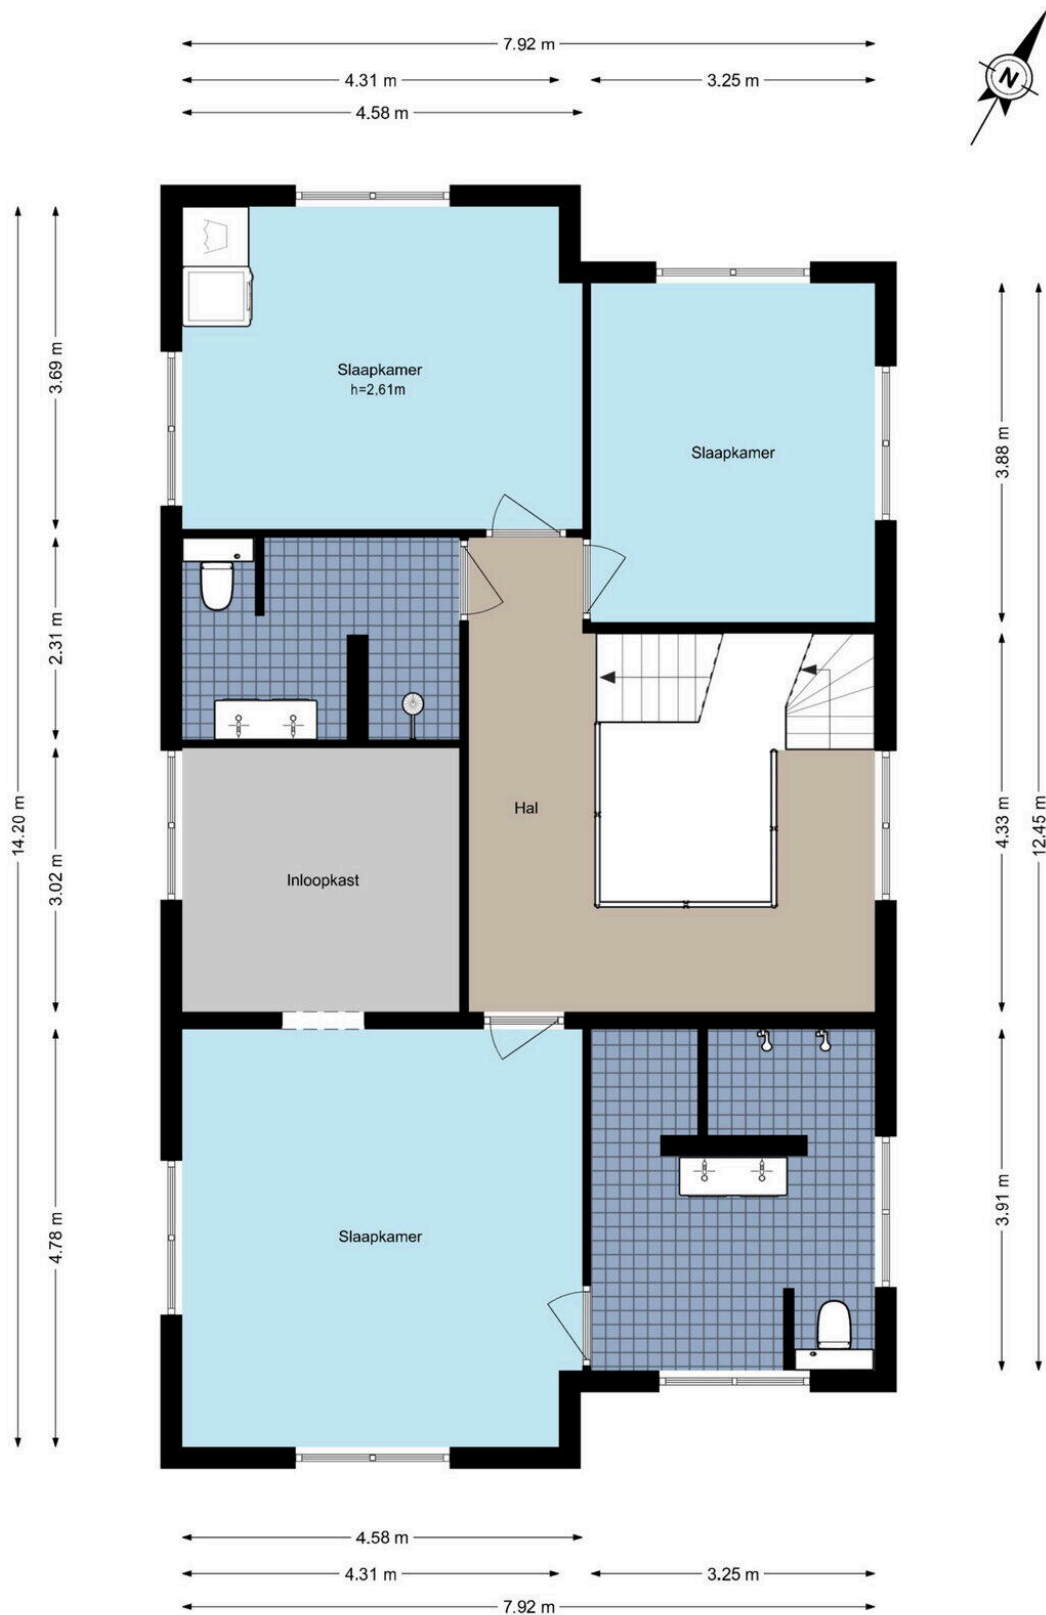 7.92 m
4.31 m
3.25 m
4.58 m
N
Slaapkamer
h=2,61m
Slaapkamer
3.69 m
3.88 m
2.31 m
14.20 m
3.02 m
Hal
Inloopkast
4.33 m
12.45 m
4.78 m
Slaapkamer
3.91 m
4.58 m
4.31 m
3.25 m
7.92 m